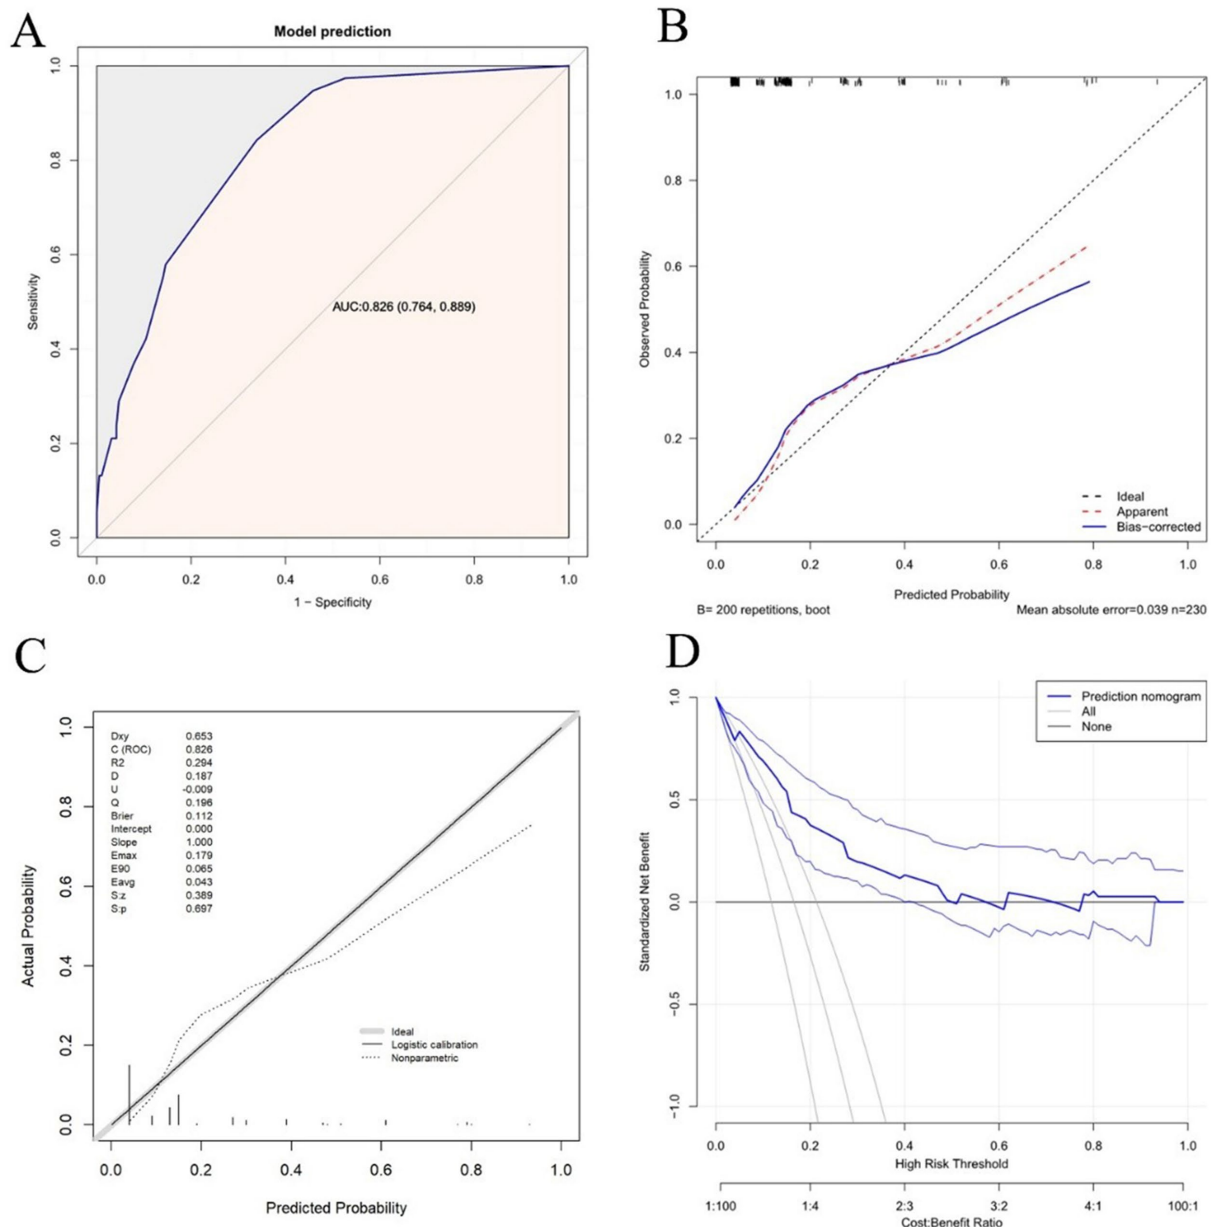 A
Model prediction
Sensitivity
1.0
0.8
0.6
0.4
0.2
0.0
AUC:0.826 (0.764, 0.889)
0.0 0.2 0.4 0.6 0.8 1.0
1 − Specificity
B
Observed Probability
1.0
0.8
0.6
0.4
0.2
0.0
Ideal
Apparent
Bias−corrected
0.0 0.2 0.4 0.6 0.8 1.0
Predicted Probability
B= 200 repetitions, boot
Mean absolute error=0.039 n=230
C
Actual Probability
1.0
0.8
0.6
0.4
0.2
0.0
Dxy 0.653
C (ROC) 0.826
R2 0.294
D 0.187
U -0.009
Q 0.196
Brier 0.112
Intercept 0.000
Slope 1.000
Emax 0.179
E90 0.065
Eavg 0.043
S:z 0.389
S:p 0.697
Ideal
Logistic calibration
Nonparametric
0.0 0.2 0.4 0.6 0.8 1.0
Predicted Probability
D
Standardized Net Benefit
1.0
0.5
0.0
−0.5
−1.0
Prediction nomogram
All
None
0.0 0.2 0.4 0.6 0.8 1.0
High Risk Threshold
1:100 1:4 2:3 3:2 4:1 100:1
Cost:Benefit Ratio